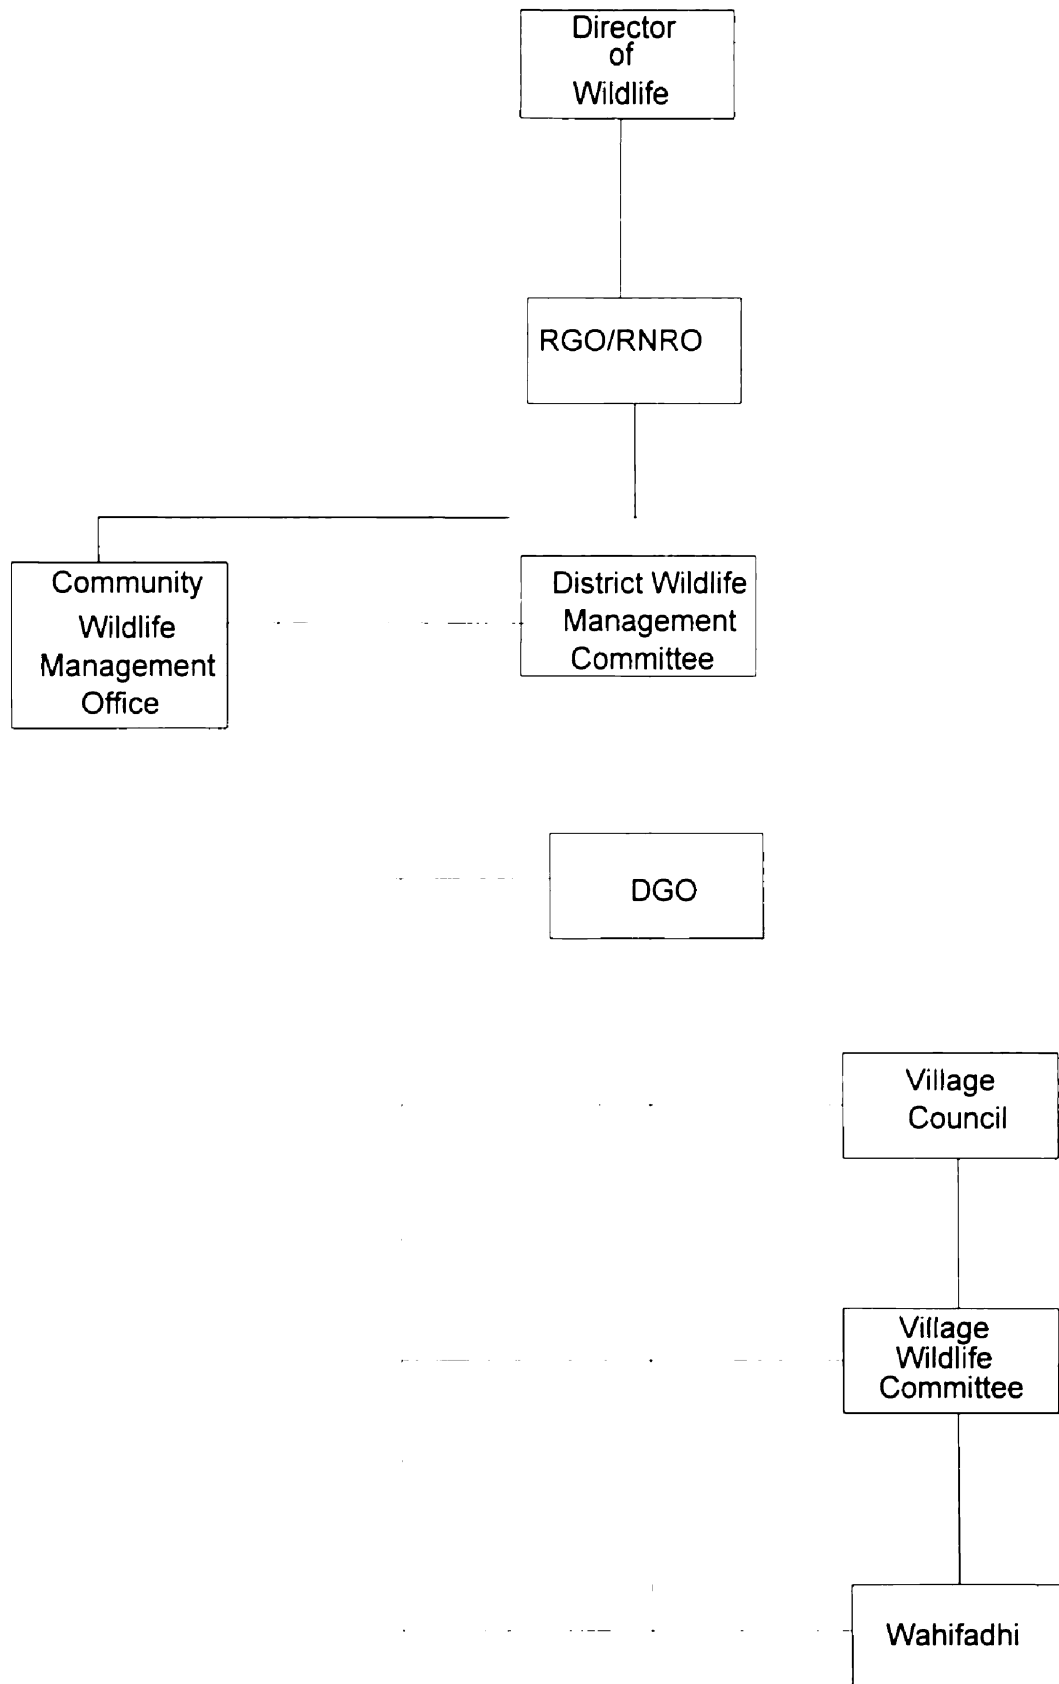 Director
of
Wildlife
RGO/RNRO
Community
Wildlife
Management
Office
District Wildlife
Management
Committee
DGO
Village
Council
Village
Wildlife
Committee
Wahifadhi